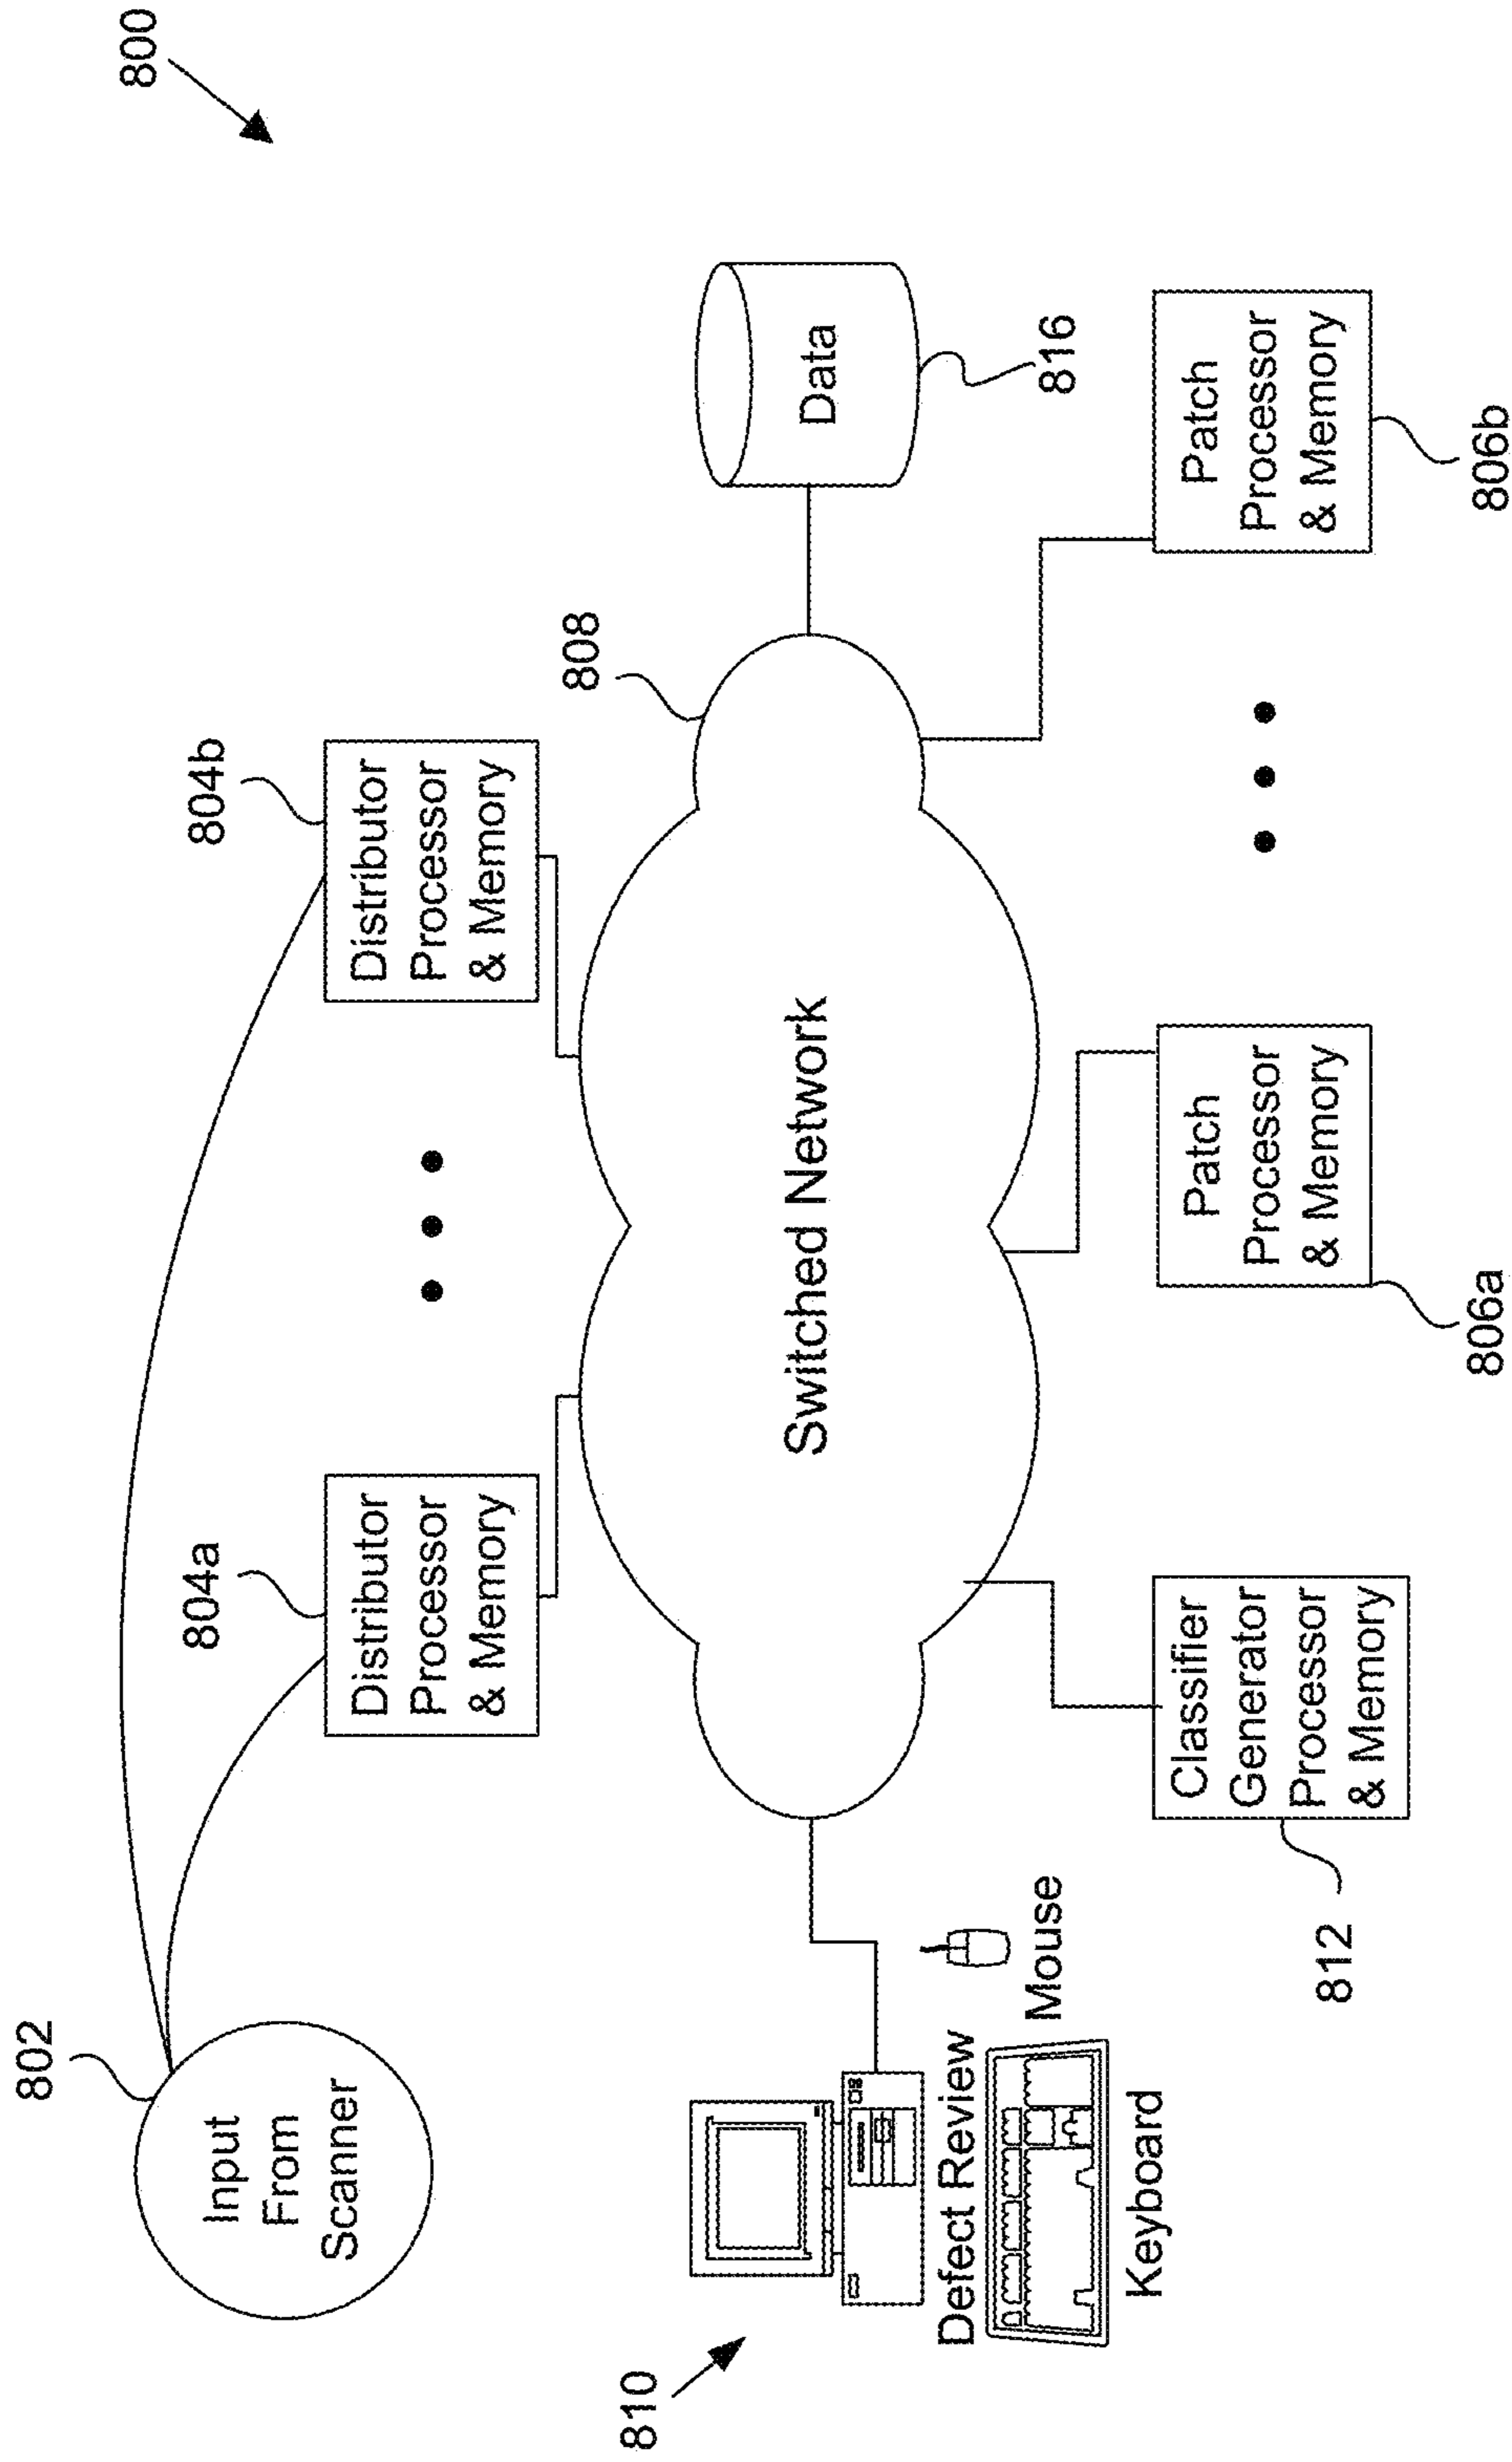 800
802
Input
From
Scanner
804a
Distributor
Processor
& Memory
804b
Distributor
Processor
& Memory
808
Switched Network
Data
816
810
Defect Review
Mouse
Keyboard
Classifier
Generator
Processor
& Memory
812
Patch
Processor
& Memory
806a
Patch
Processor
& Memory
806b